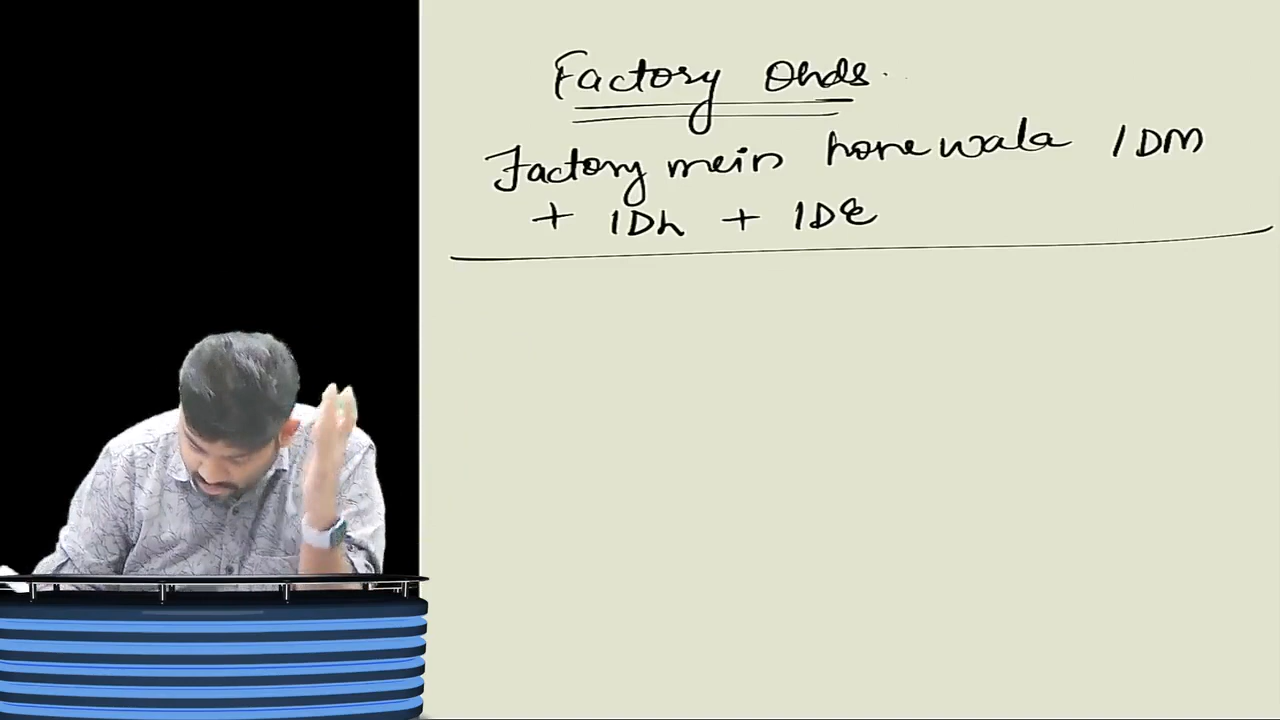 Factory Ohds.
Factory mein hone wala IDM
+ IDL + IDE